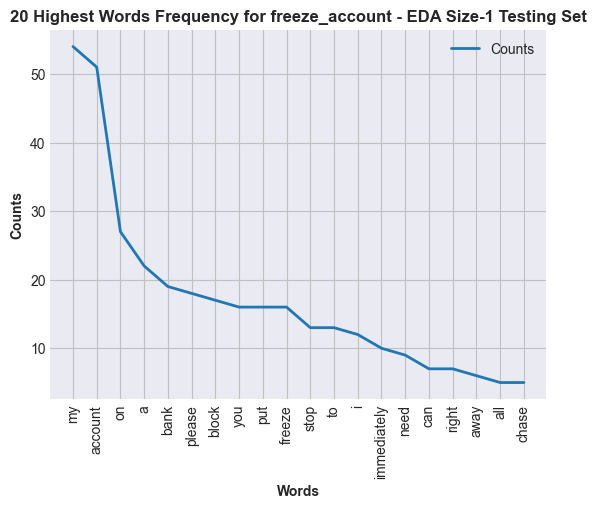 20 Highest Words Frequency for freeze_account - EDA Size-1 Testing Set
Counts
50
40
30
20
10
Counts
my
account
on
a
bank
please
block
you
put
freeze
stop
to
i
immediately
need
can
right
away
all
chase
Words